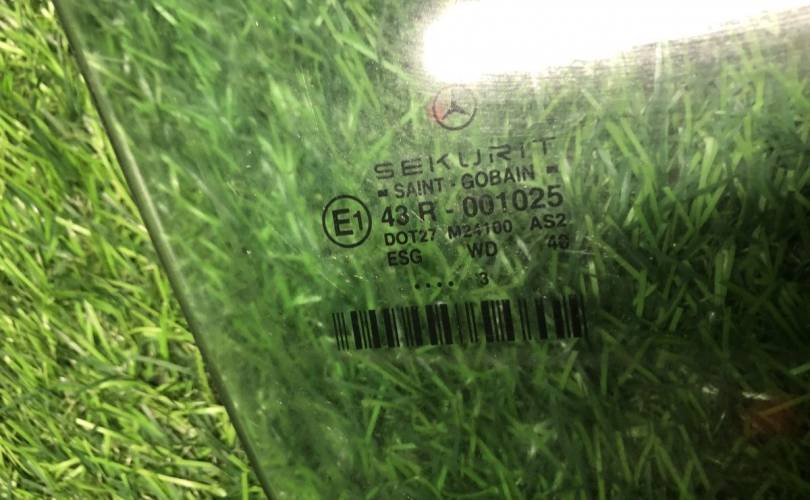 SEKURIT
SAINT - GOBAIN
E1 43 R - 001025
DOT27 M24100 AS2
ESG WD 48
.... 3